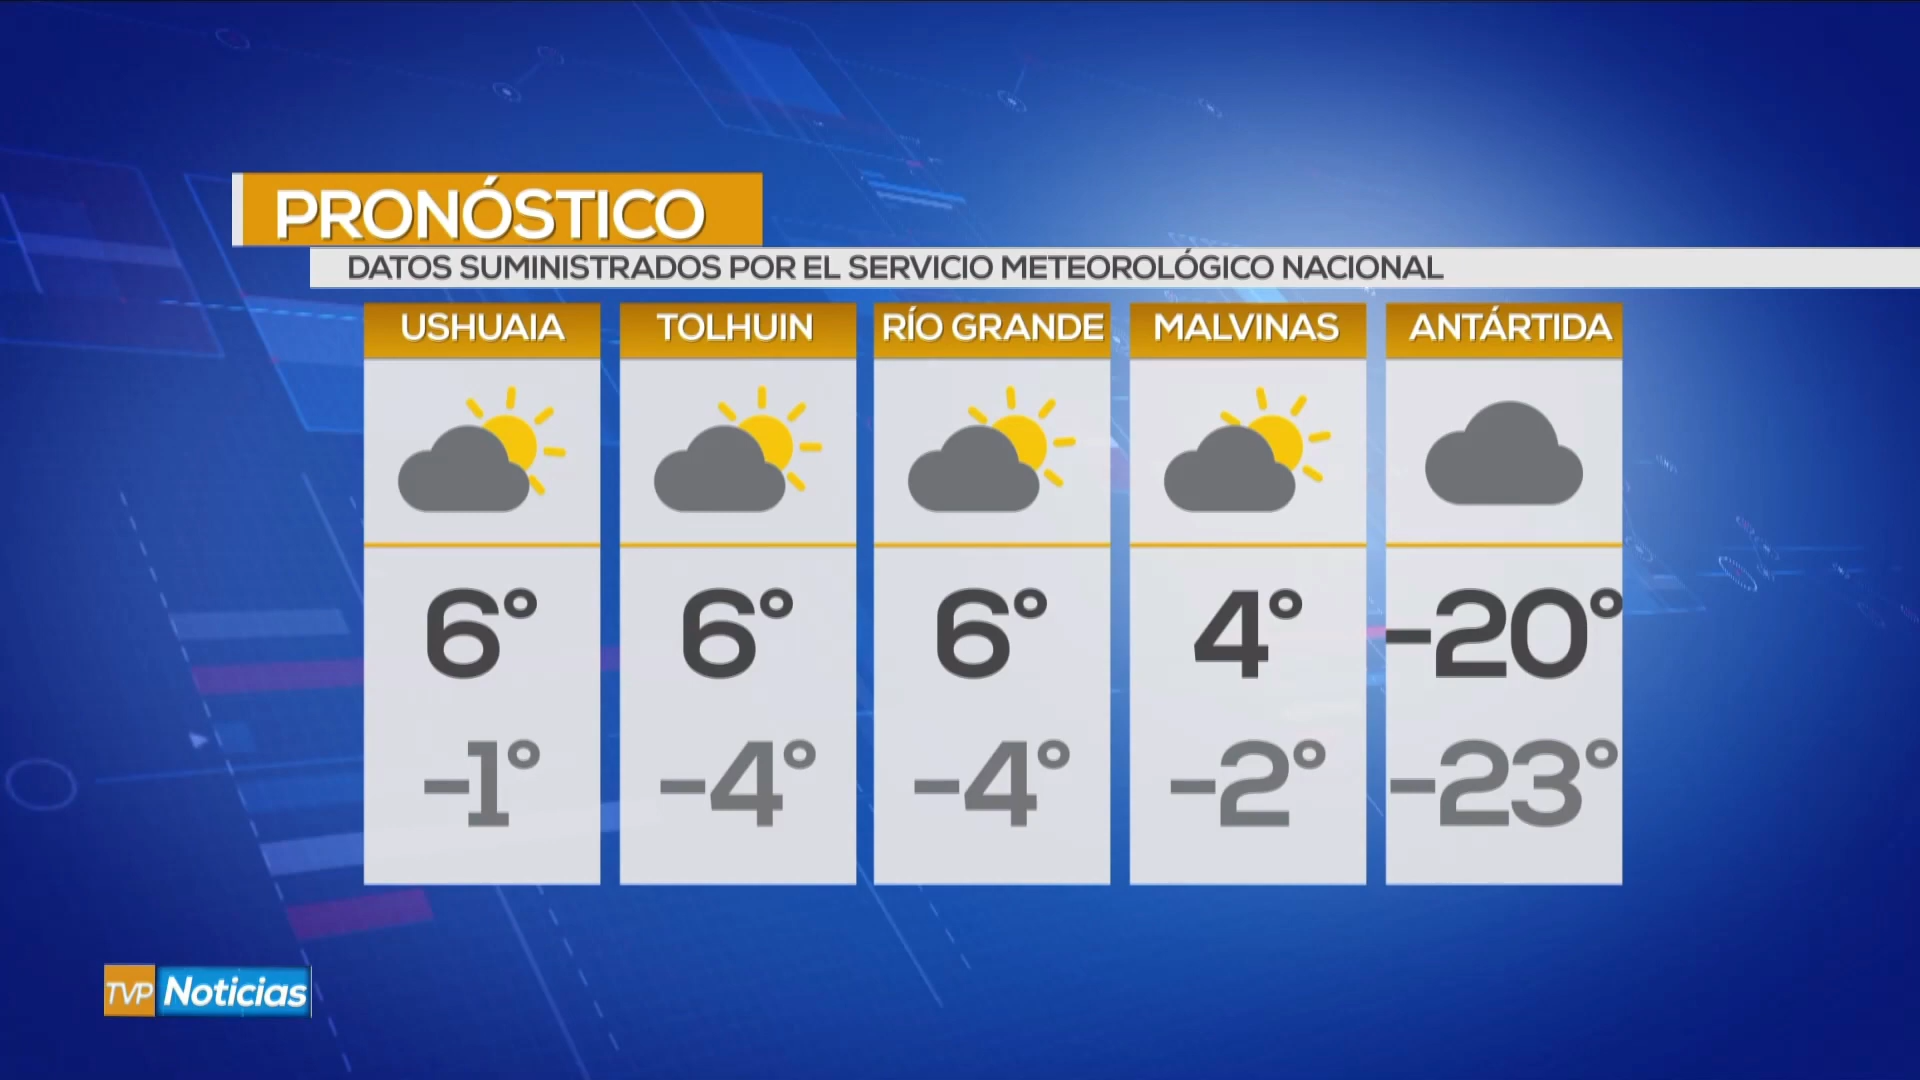 PRONÓSTICO
DATOS SUMINISTRADOS POR EL SERVICIO METEOROLÓGICO NACIONAL
USHUAIA TOLHUIN RÍO GRANDE MALVINAS ANTÁRTIDA
6° 6° 6° 4° -20°
-1° -4° -4° -2° -23°
TVP Noticias